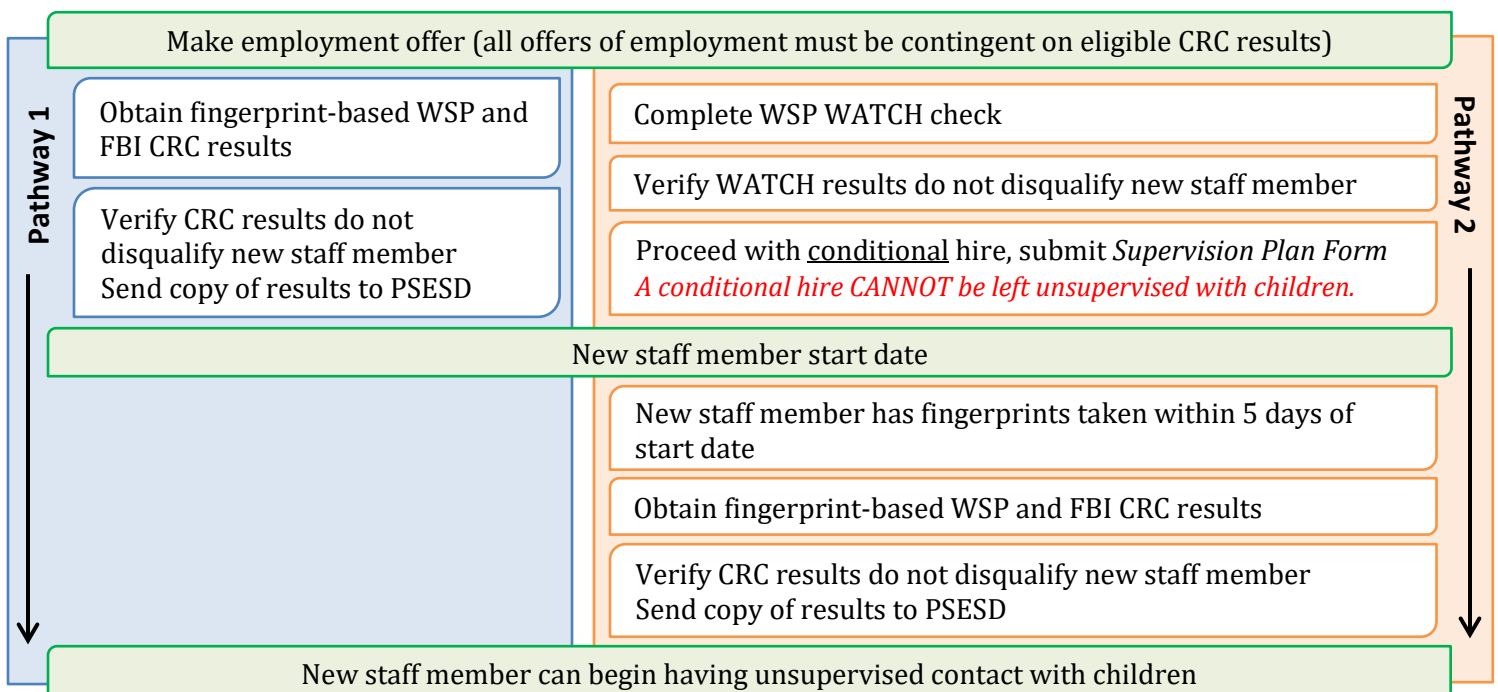 Make employment offer (all offers of employment must be contingent on eligible CRC results)
Pathway 1
Obtain fingerprint-based WSP and
FBI CRC results
Verify CRC results do not
disqualify new staff member
Send copy of results to PSESD
Pathway 2
Complete WSP WATCH check
Verify WATCH results do not disqualify new staff member
Proceed with conditional hire, submit Supervision Plan Form
A conditional hire CANNOT be left unsupervised with children.
New staff member start date
New staff member has fingerprints taken within 5 days of
start date
Obtain fingerprint-based WSP and FBI CRC results
Verify CRC results do not disqualify new staff member
Send copy of results to PSESD
New staff member can begin having unsupervised contact with children